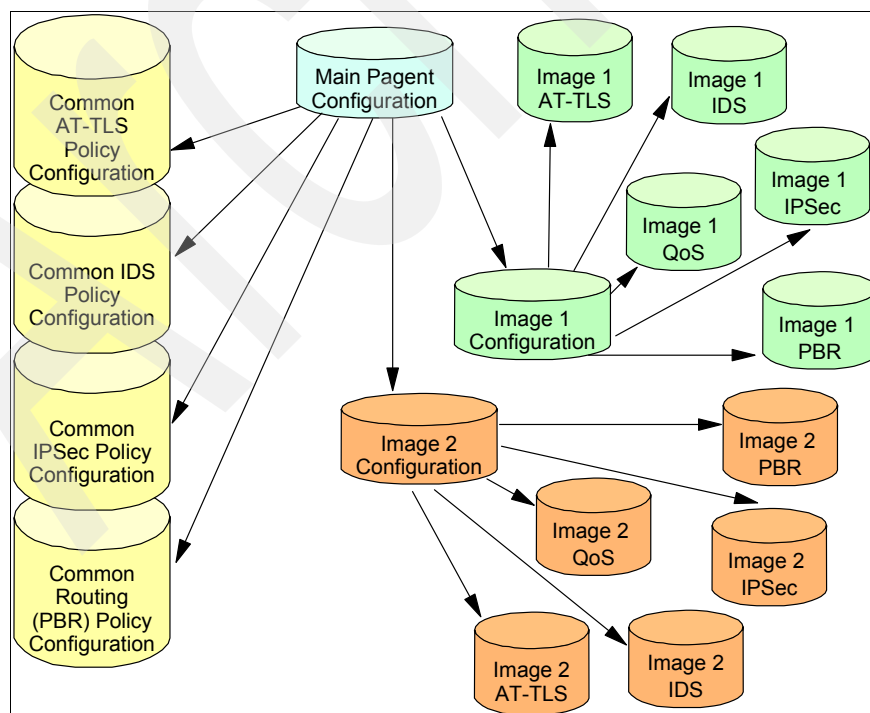 Common
AT-TLS
Policy
Configuration
Common IDS
Policy
Configuration
Common
IPSec Policy
Configuration
Common
Routing
(PBR) Policy
Configuration
Main Pagent
Configuration
Image 1
AT-TLS
Image 1
IDS
Image 1
IPSec
Image 1
QoS
Image 1
Configuration
Image 1
PBR
Image 2
Configuration
Image 2
PBR
Image 2
QoS
Image 2
IPSec
Image 2
AT-TLS
Image 2
IDS